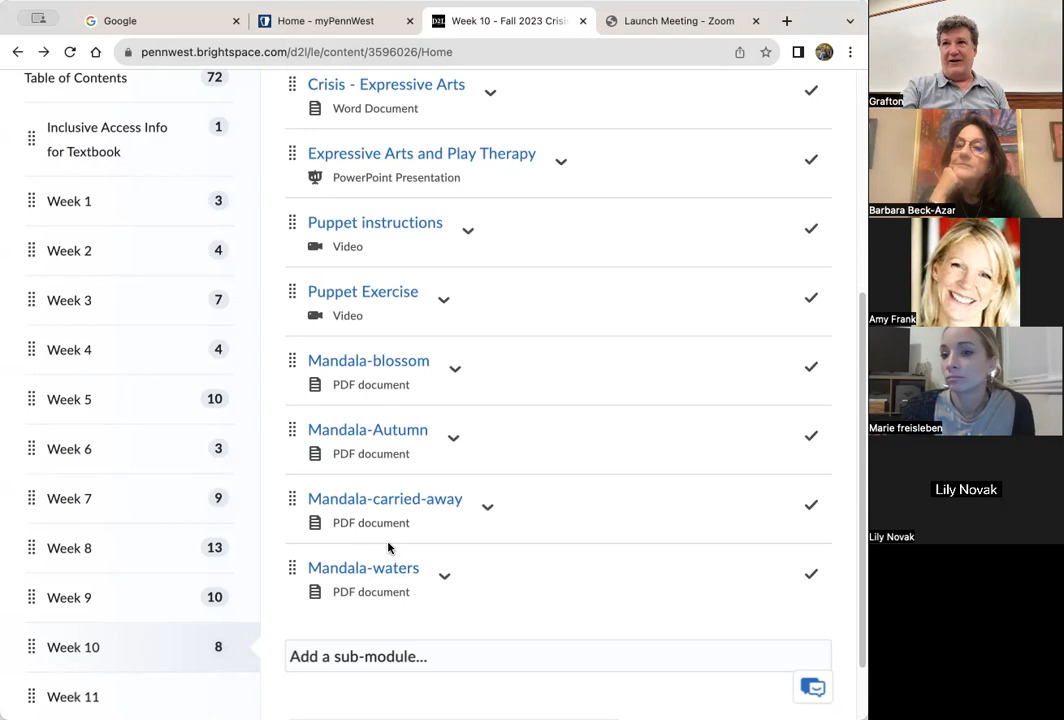 Google
Home - myPennWest
D2L
Week 10 - Fall 2023 Crisis
Launch Meeting - Zoom
pennwest.brightspace.com/d2l/le/content/3596026/Home
Table of Contents
72
Inclusive Access Info
for Textbook
1
Week 1
3
Week 2
4
Week 3
7
Week 4
4
Week 5
10
Week 6
3
Week 7
9
Week 8
13
Week 9
10
Week 10
8
Week 11
Crisis - Expressive Arts
Word Document
Expressive Arts and Play Therapy
PowerPoint Presentation
Puppet instructions
Video
Puppet Exercise
Video
Mandala-blossom
PDF document
Mandala-Autumn
PDF document
Mandala-carried-away
PDF document
Mandala-waters
PDF document
Add a sub-module...
Grafton
Barbara Beck-Azar
Amy Frank
Marie freisleben
Lily Novak
Lily Novak